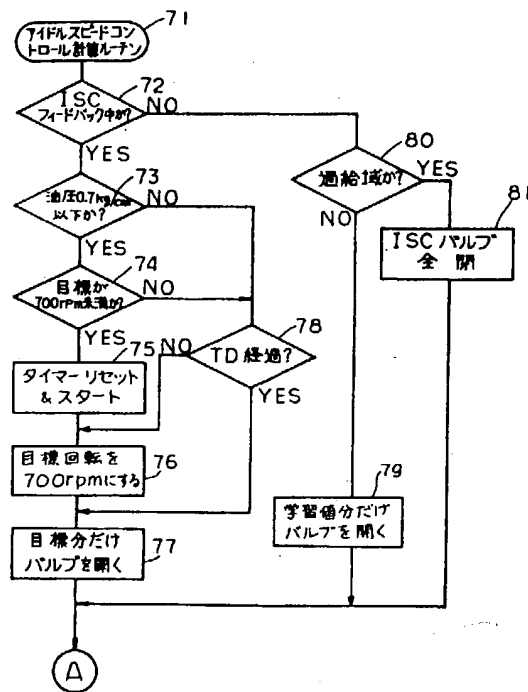 71
アイドルスピードコン
トロール計算ルーチン
72
ISC
フィードバック中か?
NO
YES
73
油圧0.7kg/cm
以下か?
NO
YES
74
目標が
700rpm未満か?
NO
YES
75
タイマーリセット
&スタート
78
TD経過?
NO
YES
76
目標回転を
700rpmにする
77
目標分だけ
バルブを開く
80
過給域か?
YES
NO
81
ISCバルブ
全開
79
学習値分だけ
バルブを開く
A